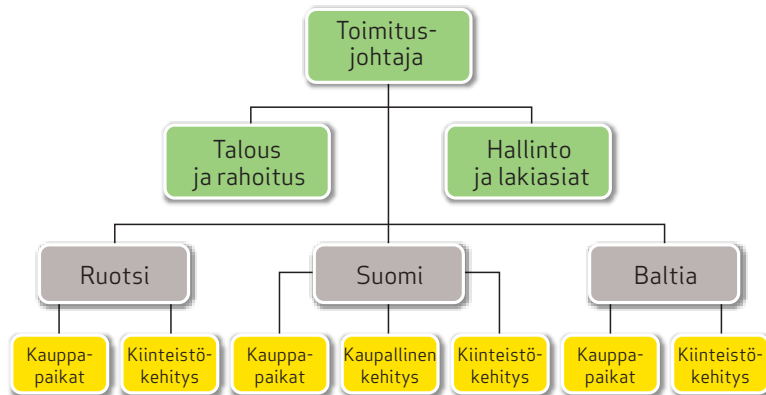 Toimitus-
johtaja
Talous
ja rahoitus
Hallinto
ja lakiasiat
Ruotsi
Suomi
Baltia
Kauppa-
paikat
Kiinteistö-
kehitys
Kauppa-
paikat
Kaupallinen
kehitys
Kiinteistö-
kehitys
Kauppa-
paikat
Kiinteistö-
kehitys